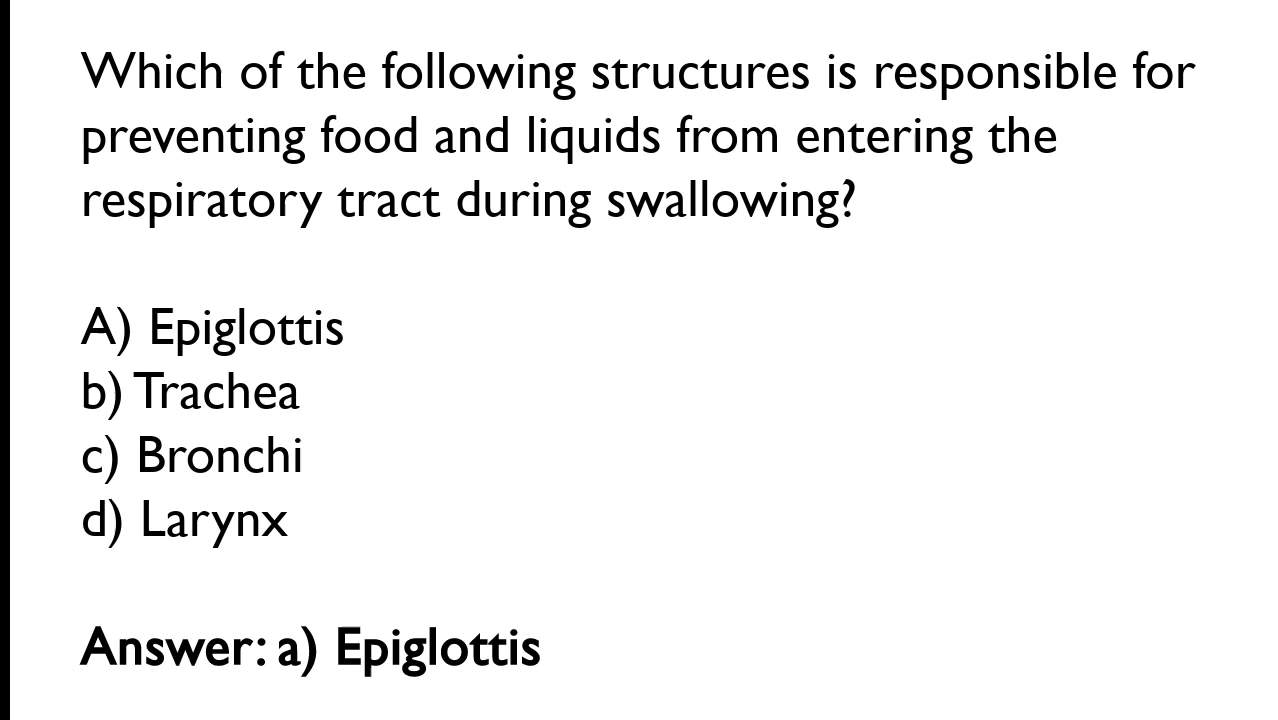 Which of the following structures is responsible for
preventing food and liquids from entering the
respiratory tract during swallowing?
A) Epiglottis
b) Trachea
c) Bronchi
d) Larynx
Answer: a) Epiglottis